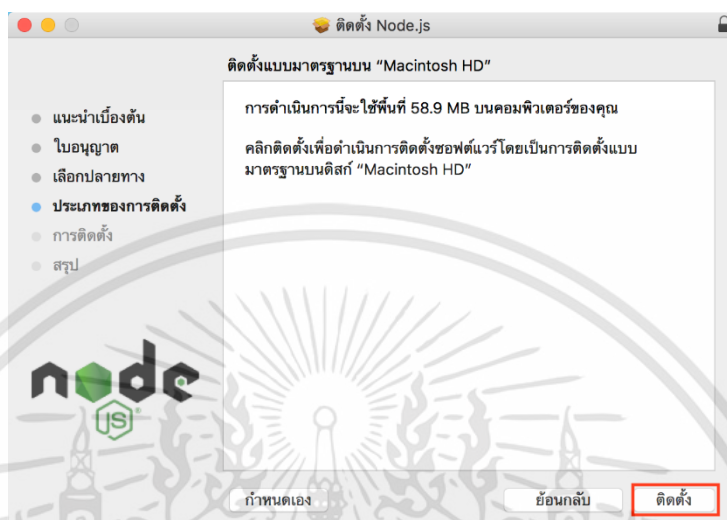 ติดตั้ง Node.js
ติดตั้งแบบมาตรฐานบน “Macintosh HD”
แนะนำเบื้องต้น
ใบอนุญาต
เลือกปลายทาง
ประเภทของการติดตั้ง
การติดตั้ง
สรุป
การดำเนินการนี้จะใช้พื้นที่ 58.9 MB บนคอมพิวเตอร์ของคุณ
คลิกติดตั้งเพื่อดำเนินการติดตั้งซอฟต์แวร์โดยเป็นการติดตั้งแบบ
มาตรฐานบนดิสก์ “Macintosh HD”
node
JS
กำหนดเอง
ย้อนกลับ
ติดตั้ง